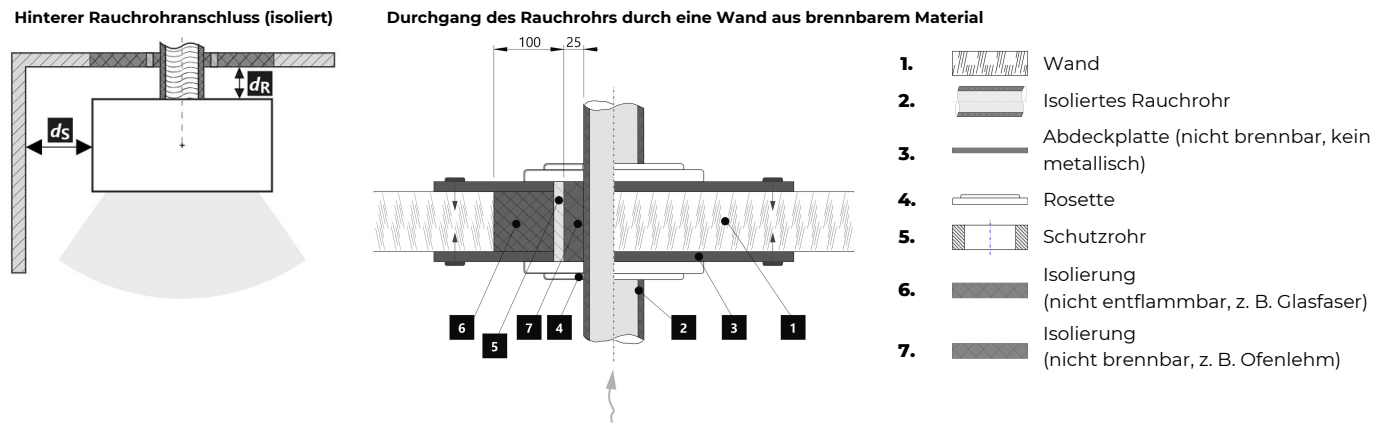 Hinterer Rauchrohranschluss (isoliert)
dR
dS
Durchgang des Rauchrohrs durch eine Wand aus brennbarem Material
100
25
6
5
7
4
2
3
1
1. Wand
2. Isoliertes Rauchrohr
3. Abdeckplatte (nicht brennbar, kein
metallisch)
4. Rosette
5. Schutzrohr
6. Isolierung
(nicht entflammbar, z. B. Glasfaser)
7. Isolierung
(nicht brennbar, z. B. Ofenlehm)